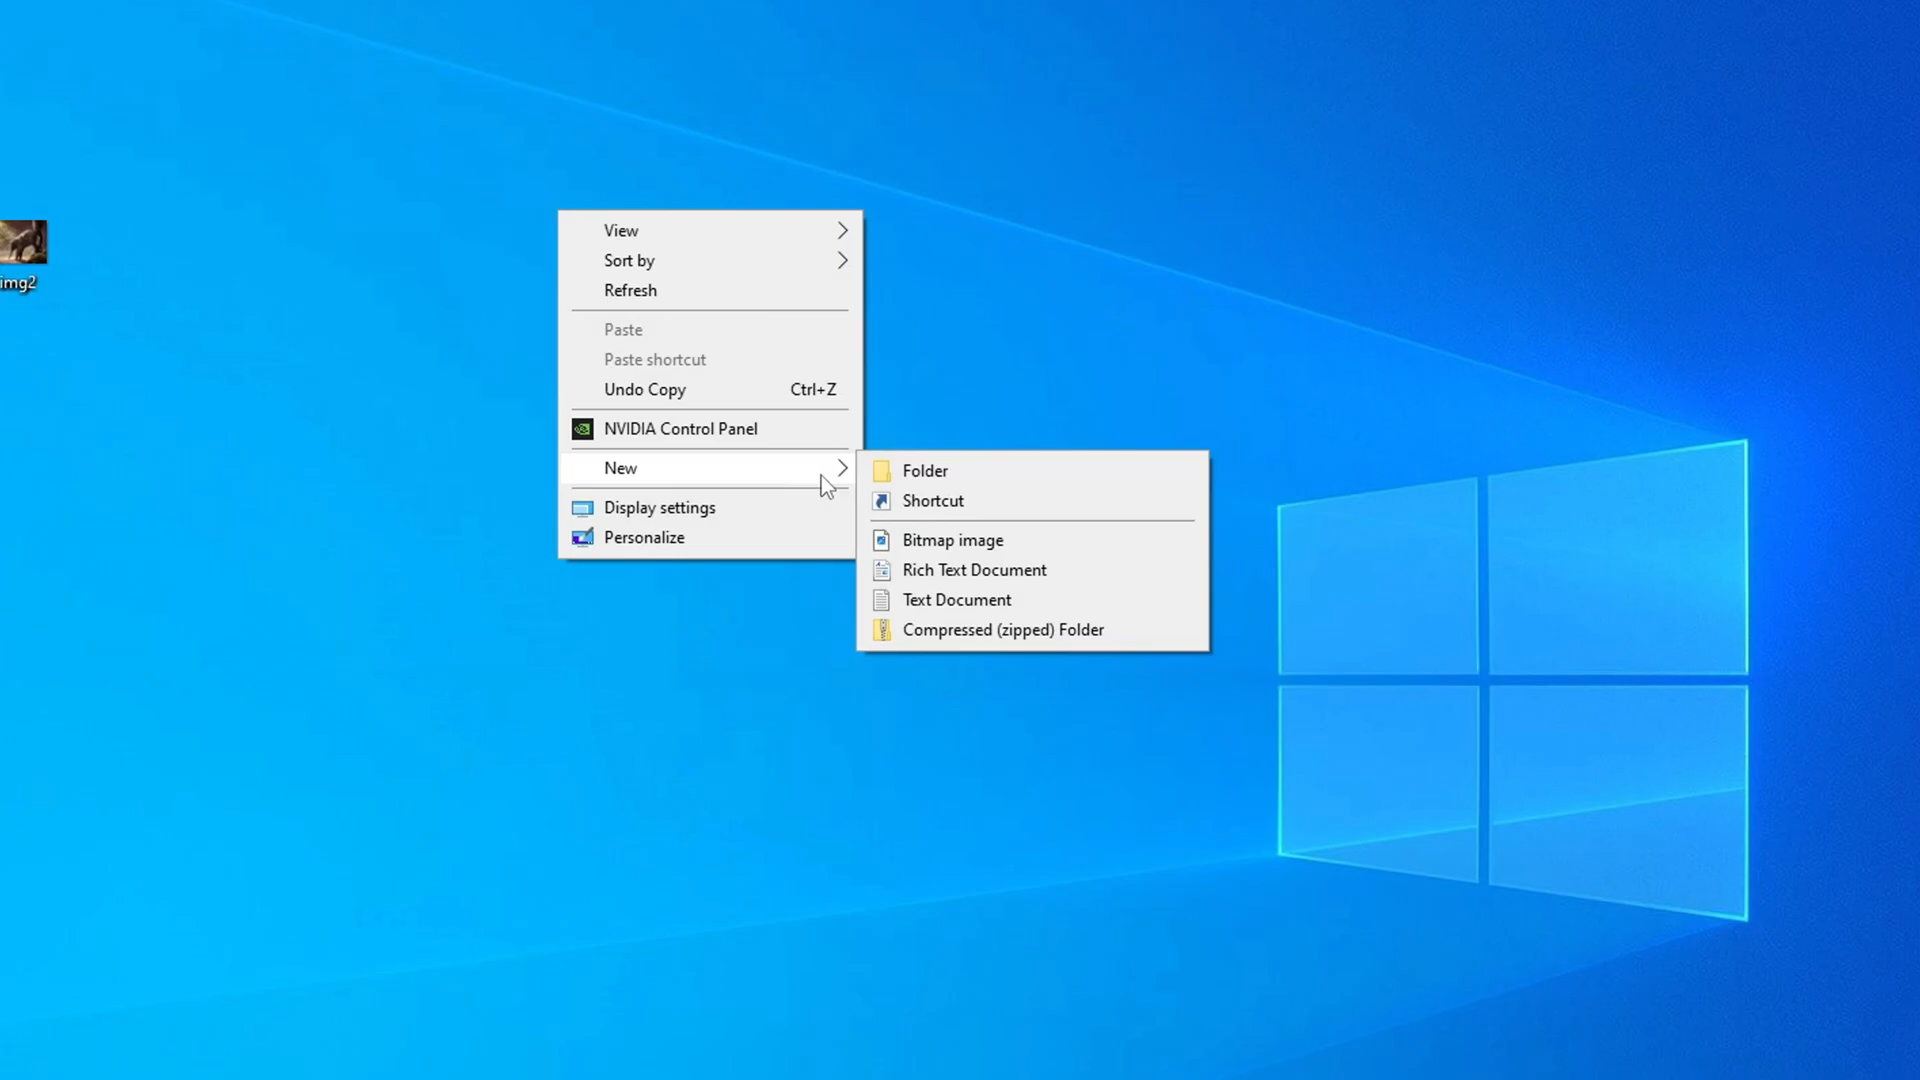 img2
View
Sort by
Refresh
Paste
Paste shortcut
Undo Copy Ctrl+Z
NVIDIA Control Panel
New
Display settings
Personalize
Folder
Shortcut
Bitmap image
Rich Text Document
Text Document
Compressed (zipped) Folder